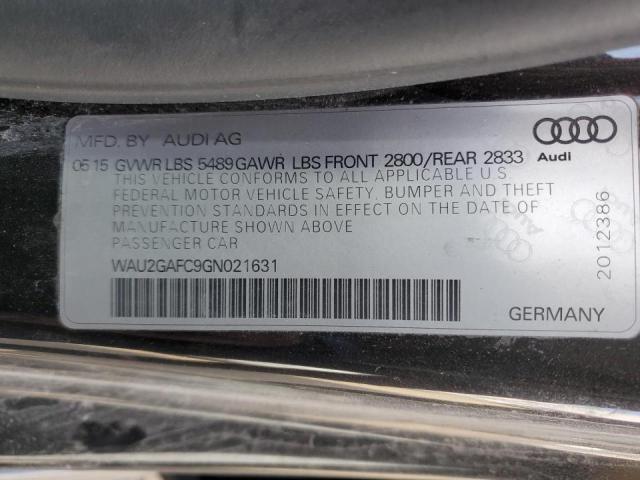 MFD. BY AUDI AG
05 15 GVWR LBS 5489 GAWR LBS FRONT 2800/REAR 2833
Audi
THIS VEHICLE CONFORMS TO ALL APPLICABLE U.S.
FEDERAL MOTOR VEHICLE SAFETY, BUMPER AND THEFT
PREVENTION STANDARDS IN EFFECT ON THE DATE OF
MANUFACTURE SHOWN ABOVE
PASSENGER CAR
WAU2GAFC9GN021631
2012386
GERMANY